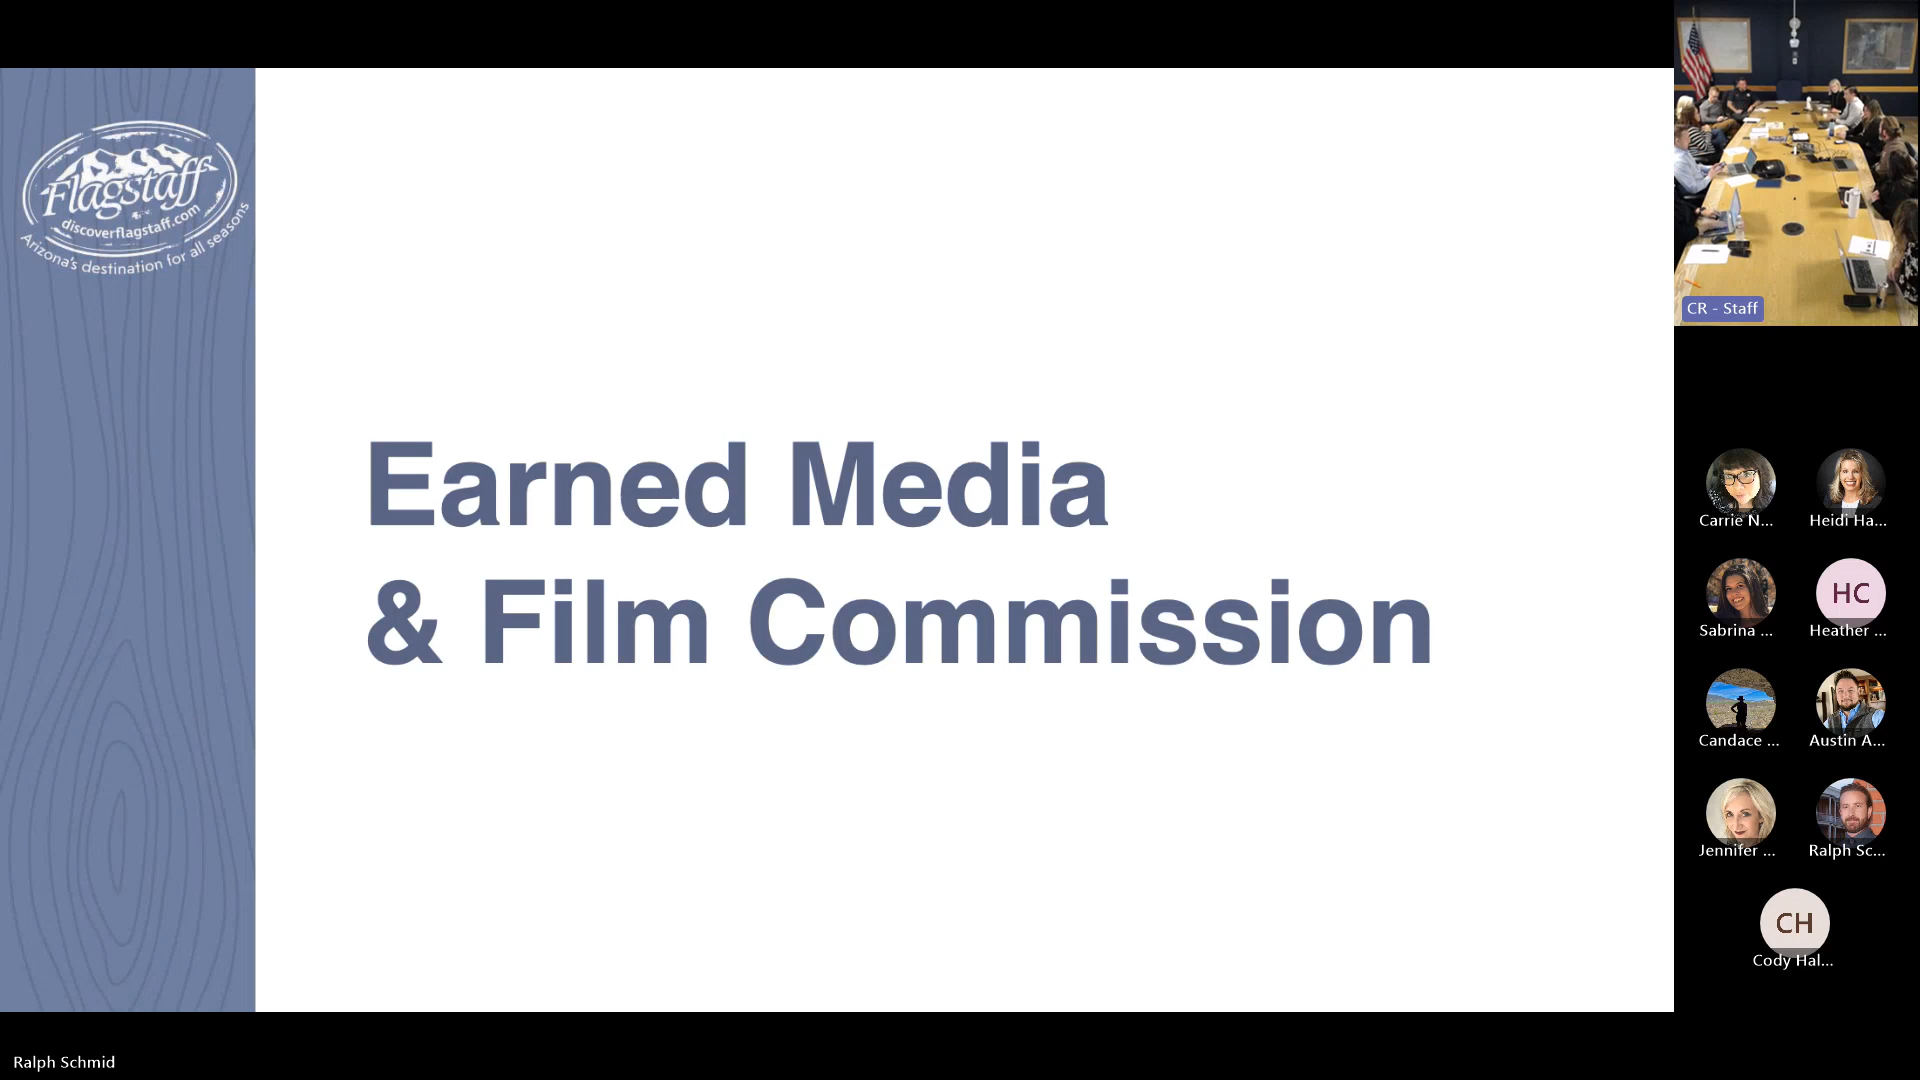 Flagstaff
discoverflagstaff.com
Arizona's destination for all seasons
Earned Media
& Film Commission
CR - Staff
Carrie N...
Heidi Ha...
Sabrina ...
HC
Heather ...
Candace ...
Austin A...
Jennifer ...
Ralph Sc...
CH
Cody Hal...
Ralph Schmid